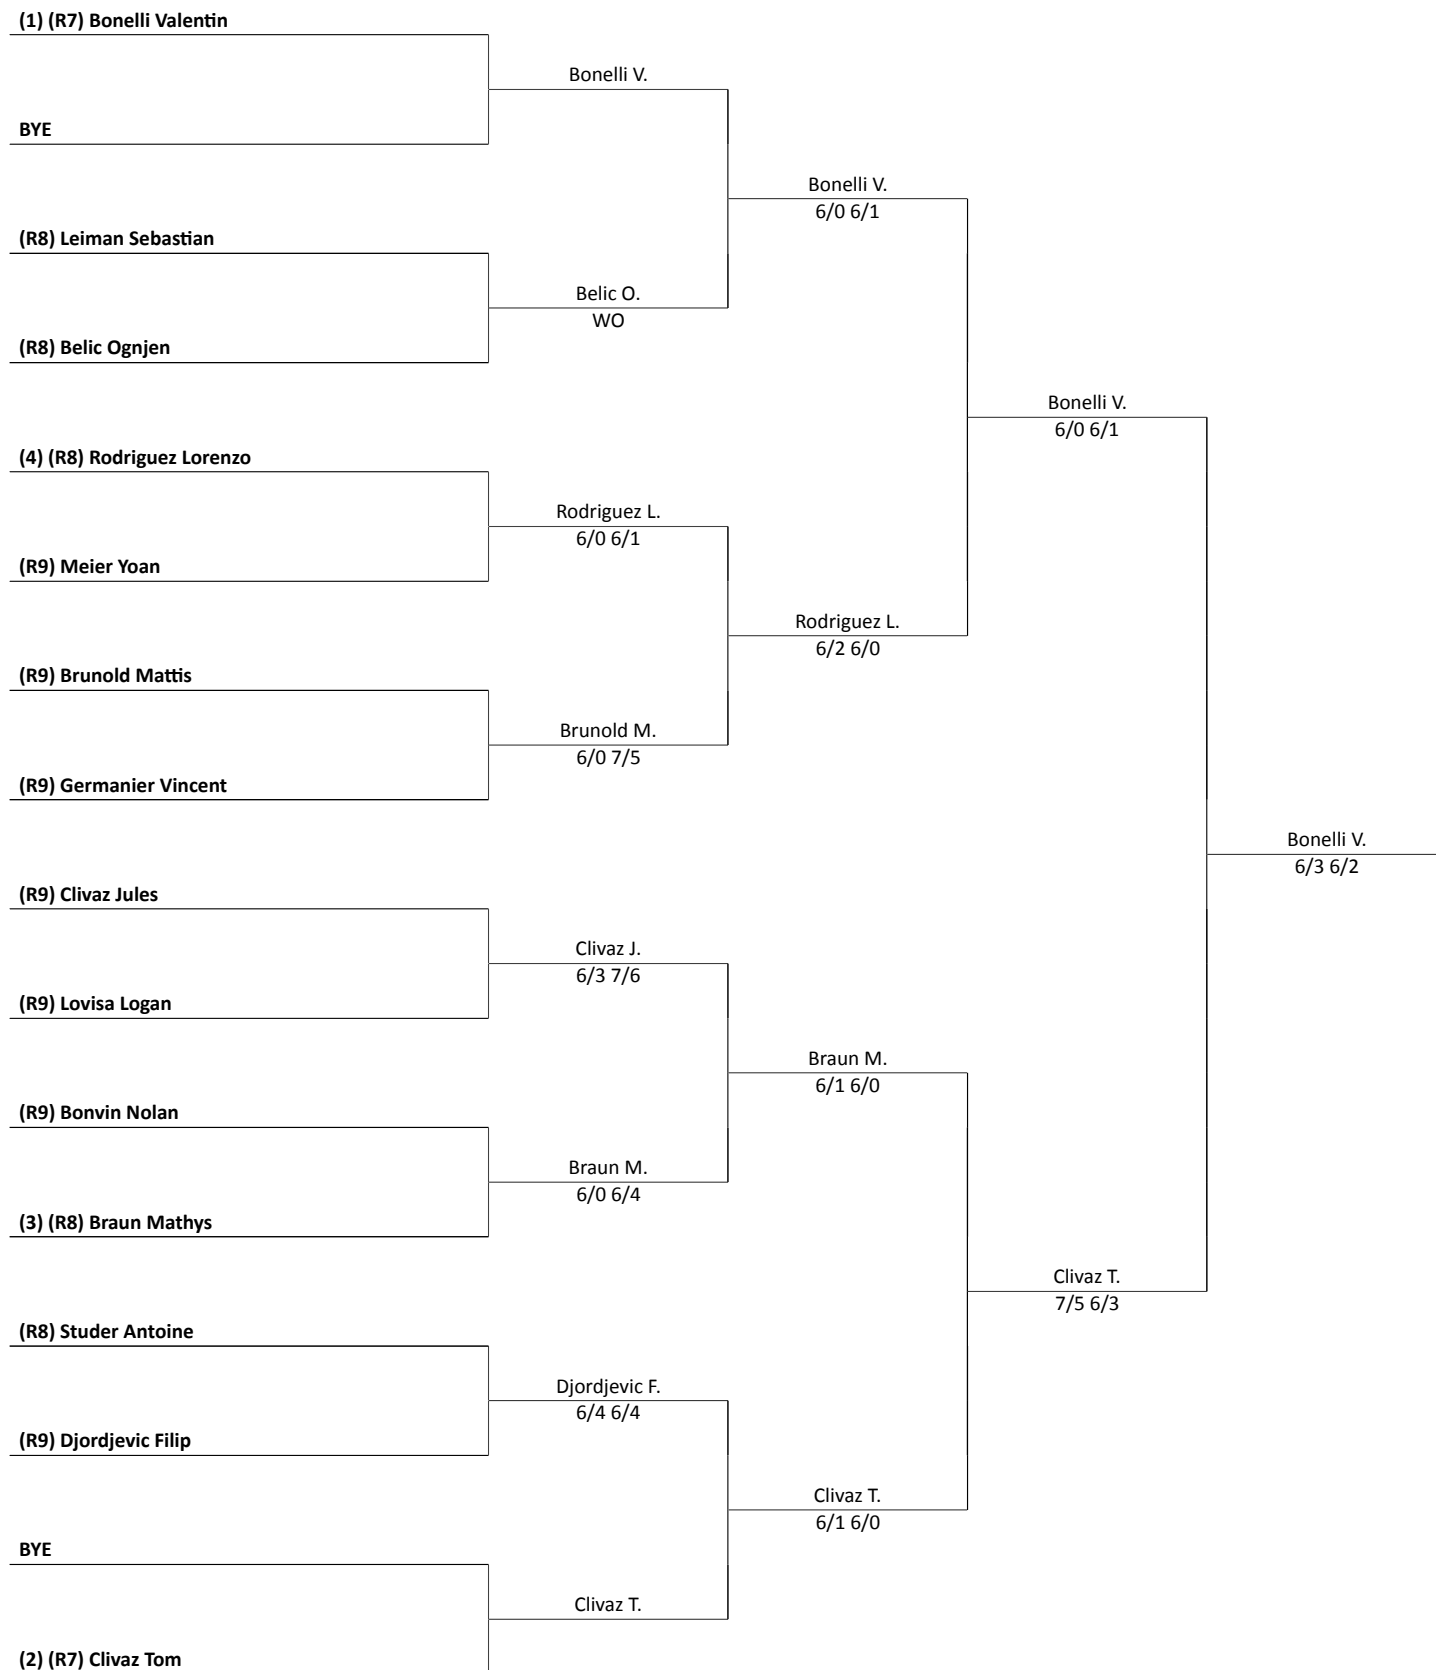 (1) (R7) Bonelli Valentin
Bonelli V.
BYE
Bonelli V.
6/0 6/1
(R8) Leiman Sebastian
Belic O.
WO
(R8) Belic Ognjen
Bonelli V.
6/0 6/1
(4) (R8) Rodriguez Lorenzo
Rodriguez L.
6/0 6/1
(R9) Meier Yoan
Rodriguez L.
6/2 6/0
(R9) Brunold Mattis
Brunold M.
6/0 7/5
(R9) Germanier Vincent
Bonelli V.
6/3 6/2
(R9) Clivaz Jules
Clivaz J.
6/3 7/6
(R9) Lovisa Logan
Braun M.
6/1 6/0
(R9) Bonvin Nolan
Braun M.
6/0 6/4
(3) (R8) Braun Mathys
Clivaz T.
7/5 6/3
(R8) Studer Antoine
Djordjevic F.
6/4 6/4
(R9) Djordjevic Filip
Clivaz T.
6/1 6/0
BYE
Clivaz T.
(2) (R7) Clivaz Tom